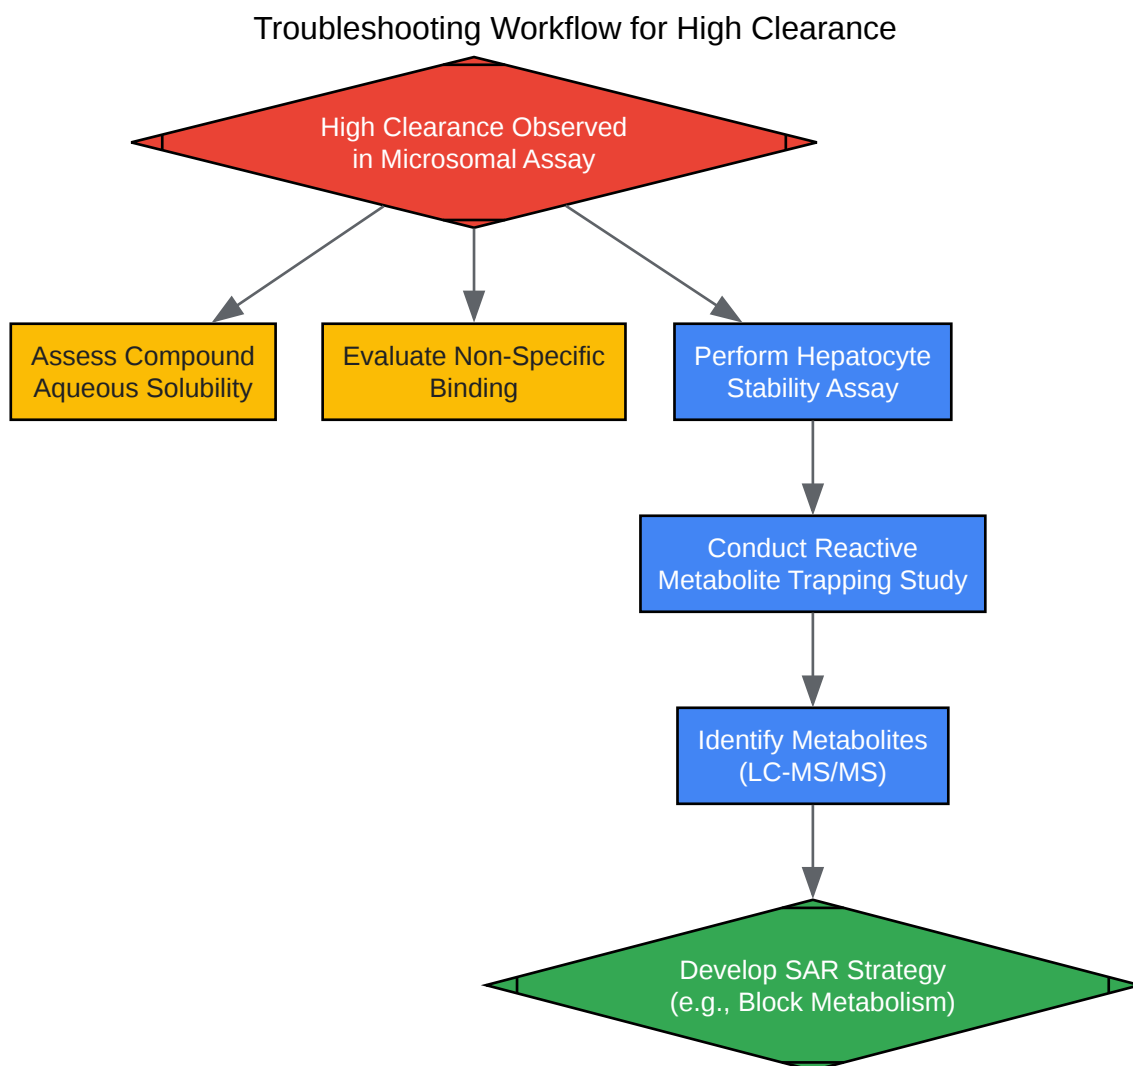 Troubleshooting Workflow for High Clearance
High Clearance Observed
in Microsomal Assay
Assess Compound
Aqueous Solubility
Evaluate Non-Specific
Binding
Perform Hepatocyte
Stability Assay
Conduct Reactive
Metabolite Trapping Study
Identify Metabolites
(LC-MS/MS)
Develop SAR Strategy
(e.g., Block Metabolism)